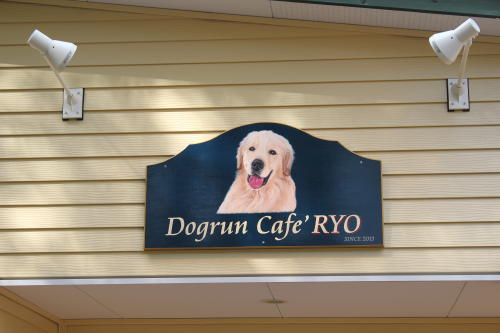 Dogrun Cafe' RYO
SINCE 2013